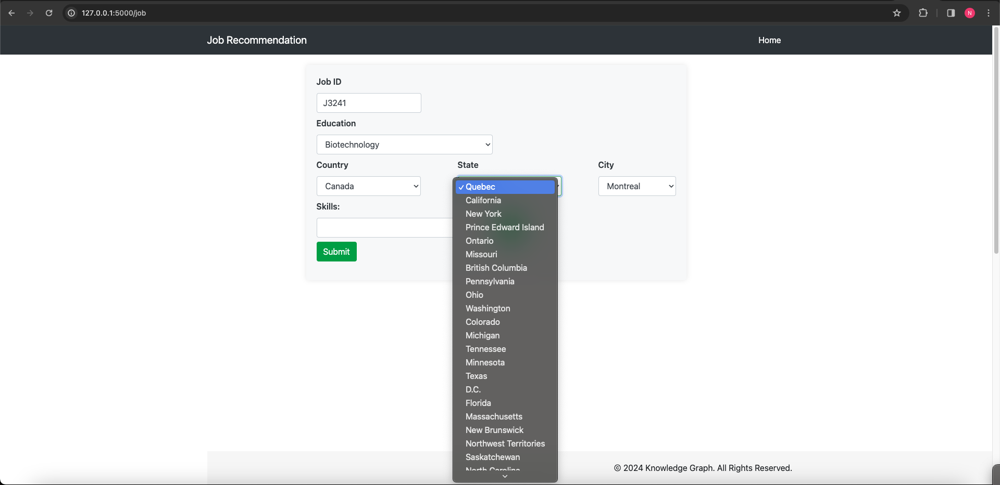 127.0.0.1:5000/job
N
Job Recommendation
Home
Job ID
J3241
Education
Biotechnology
Country
State
City
Canada
Montreal
Skills:
Submit
✓ Quebec
California
New York
Prince Edward Island
Ontario
Missouri
British Columbia
Pennsylvania
Ohio
Washington
Colorado
Michigan
Tennessee
Minnesota
Texas
D.C.
Florida
Massachusetts
New Brunswick
Northwest Territories
Saskatchewan
North Carolina
© 2024 Knowledge Graph. All Rights Reserved.